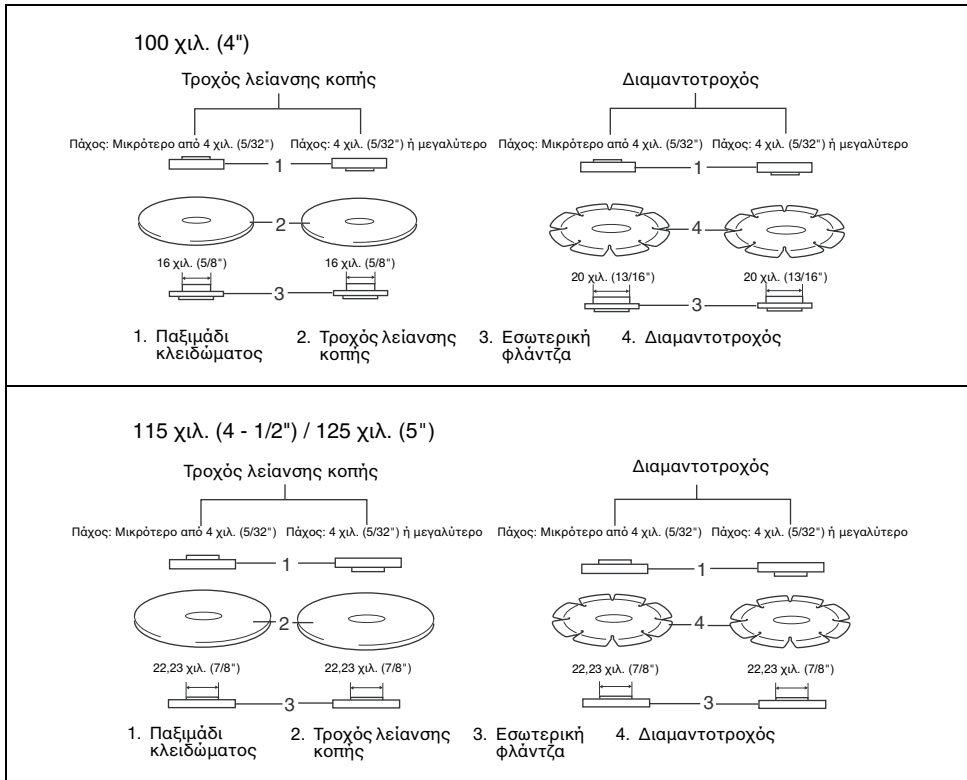 100 χιλ. (4")
Τροχός λείανσης κοπής Διαμαντοτροχός
Πάχος: Μικρότερο από 4 χιλ. (5/32") Πάχος: 4 χιλ. (5/32") ή μεγαλύτερο Πάχος: Μικρότερο από 4 χιλ. (5/32") Πάχος: 4 χιλ. (5/32") ή μεγαλύτερο
1 1
2 4
16 χιλ. (5/8") 16 χιλ. (5/8") 20 χιλ. (13/16") 20 χιλ. (13/16")
3 3
1. Παξιμάδι 2. Τροχός λείανσης 3. Εσωτερική 4. Διαμαντοτροχός
κλειδώματος κοπής φλάντζα
115 χιλ. (4 - 1/2") / 125 χιλ. (5")
Τροχός λείανσης κοπής Διαμαντοτροχός
Πάχος: Μικρότερο από 4 χιλ. (5/32") Πάχος: 4 χιλ. (5/32") ή μεγαλύτερο Πάχος: Μικρότερο από 4 χιλ. (5/32") Πάχος: 4 χιλ. (5/32") ή μεγαλύτερο
1 1
2 4
22,23 χιλ. (7/8") 22,23 χιλ. (7/8") 22,23 χιλ. (7/8") 22,23 χιλ. (7/8")
3 3
1. Παξιμάδι 2. Τροχός λείανσης 3. Εσωτερική 4. Διαμαντοτροχός
κλειδώματος κοπής φλάντζα